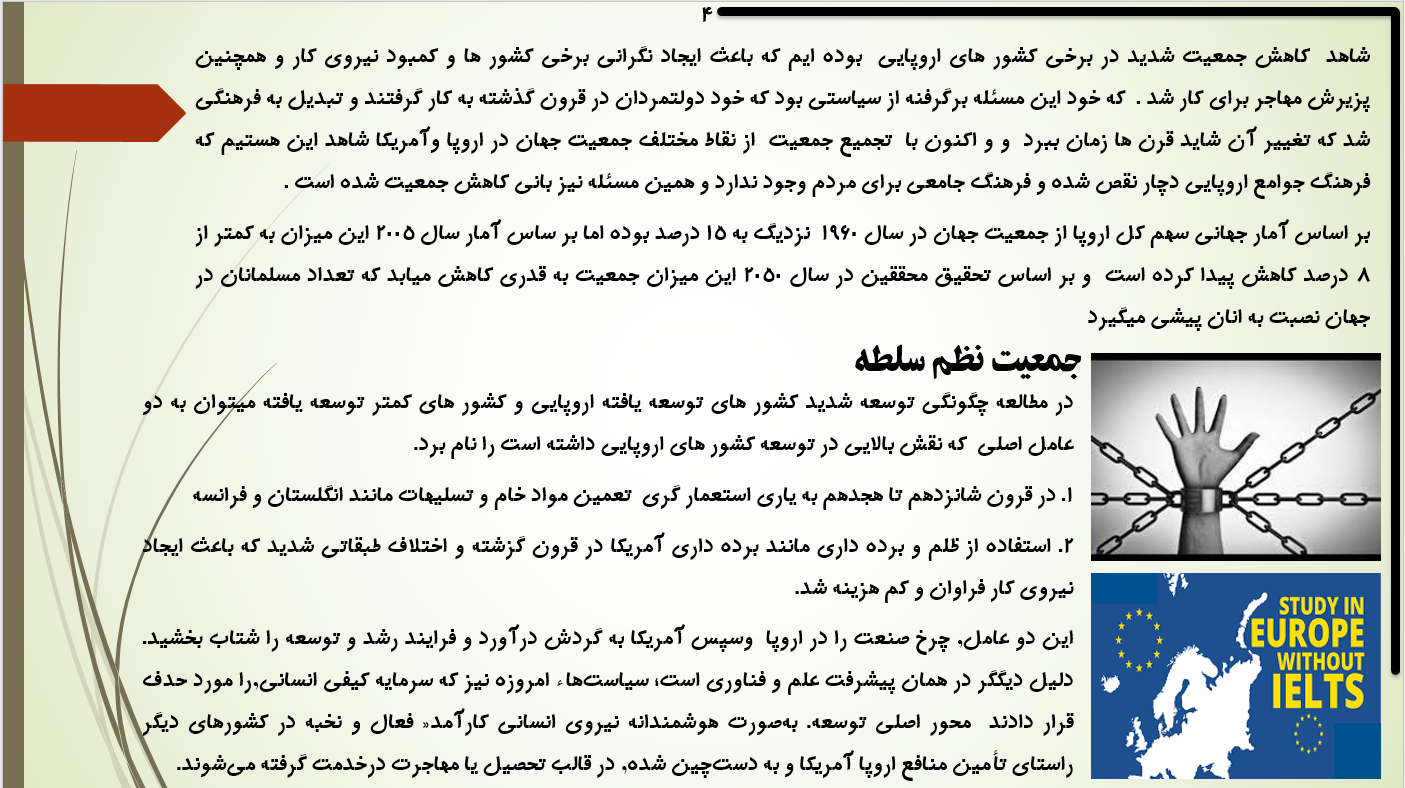 ۴
شاهد کاهش جمعیت شدید در برخی کشور های اروپایی بوده ایم که باعث ایجاد نگرانی برخی کشور ها و کمبود نیروی کار و همچنین
پزیرش مهاجر برای کار شد . که خود این مسئله برگرفنه از سیاستی بود که خود دولتمردان در قرون گذشته به کار گرفتند و تبدیل به فرهنگی
شد که تغییر آن شاید قرن ها زمان ببرد و و اکنون با تجمیع جمعیت از نقاط مختلف جمعیت جهان در اروپا وآمریکا شاهد این هستیم که
فرهنگ جوامع اروپایی دچار نقص شده و فرهنگ جامعی برای مردم وجود ندارد و همین مسئله نیز بانی کاهش جمعیت شده است .
بر اساس آمار جهانی سهم کل اروپا از جمعیت جهان در سال ۱۹۶۰ نزدیگ به ۱۵ درصد بوده اما بر ساس آمار سال ۲۰۰۵ این میزان به کمتر از
۸ درصد کاهش پیدا کرده است و بر اساس تحقیق محققین در سال ۲۰۵۰ این میزان جمعیت به قدری کاهش میابد که تعداد مسلمانان در
جهان نصبت به انان پیشی میگیرد
جمعیت نظم سلطه
در مطالعه چگونگی توسعه شدید کشور های توسعه یافته اروپایی و کشور های کمتر توسعه یافته میتوان به دو
عامل اصلی که نقش بالایی در توسعه کشور های اروپایی داشته است را نام برد.
۱. در قرون شانزدهم تا هجدهم به یاری استعمار گری تعمین مواد خام و تسلیهات مانند انگلستان و فرانسه
۲. استفاده از ظلم و برده داری مانند برده داری آمریکا در قرون گزشته و اختلاف طبقاتی شدید که باعث ایجاد
نیروی کار فراوان و کم هزینه شد.
این دو عامل, چرخ صنعت را در اروپا وسپس آمریکا به گردش درآورد و فرایند رشد و توسعه را شتاب بخشید.
دلیل دیگگر در همان پیشرفت علم و فناوری است، سیاست‌هاء امروزه نیز که سرمایه کیفی انسانی,را مورد حدف
قرار دادند محور اصلی توسعه. به‌صورت هوشمندانه نیروی انسانی کارآمد« فعال و نخبه در کشورهای دیگر
راستای تأمین منافع اروپا آمریکا و به دست‌چین شده, در قالب تحصیل یا مهاجرت درخدمت گرفته می‌شوند.
STUDY IN
EUROPE
WITHOUT
IELTS